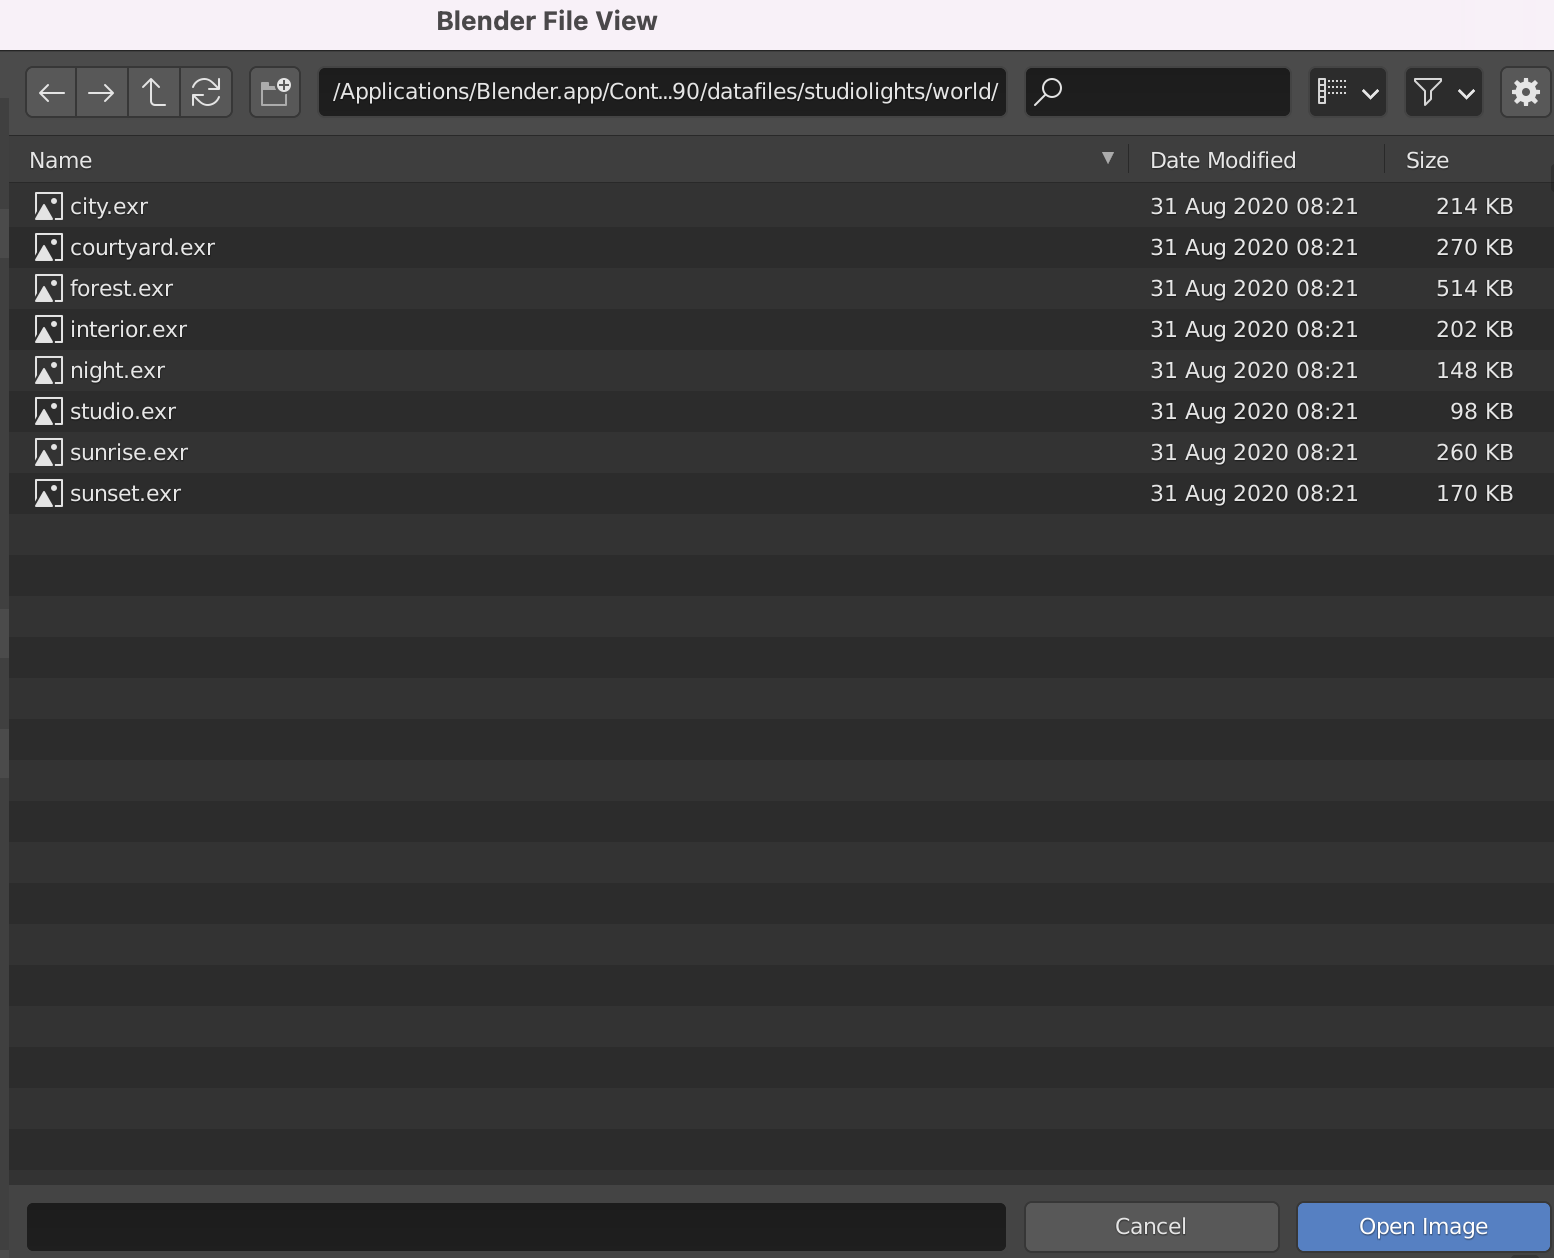 Blender File View
/Applications/Blender.app/Cont...90/datafiles/studiolights/world/
Name Date Modified Size
city.exr 31 Aug 2020 08:21 214 KB
courtyard.exr 31 Aug 2020 08:21 270 KB
forest.exr 31 Aug 2020 08:21 514 KB
interior.exr 31 Aug 2020 08:21 202 KB
night.exr 31 Aug 2020 08:21 148 KB
studio.exr 31 Aug 2020 08:21 98 KB
sunrise.exr 31 Aug 2020 08:21 260 KB
sunset.exr 31 Aug 2020 08:21 170 KB
Cancel Open Image